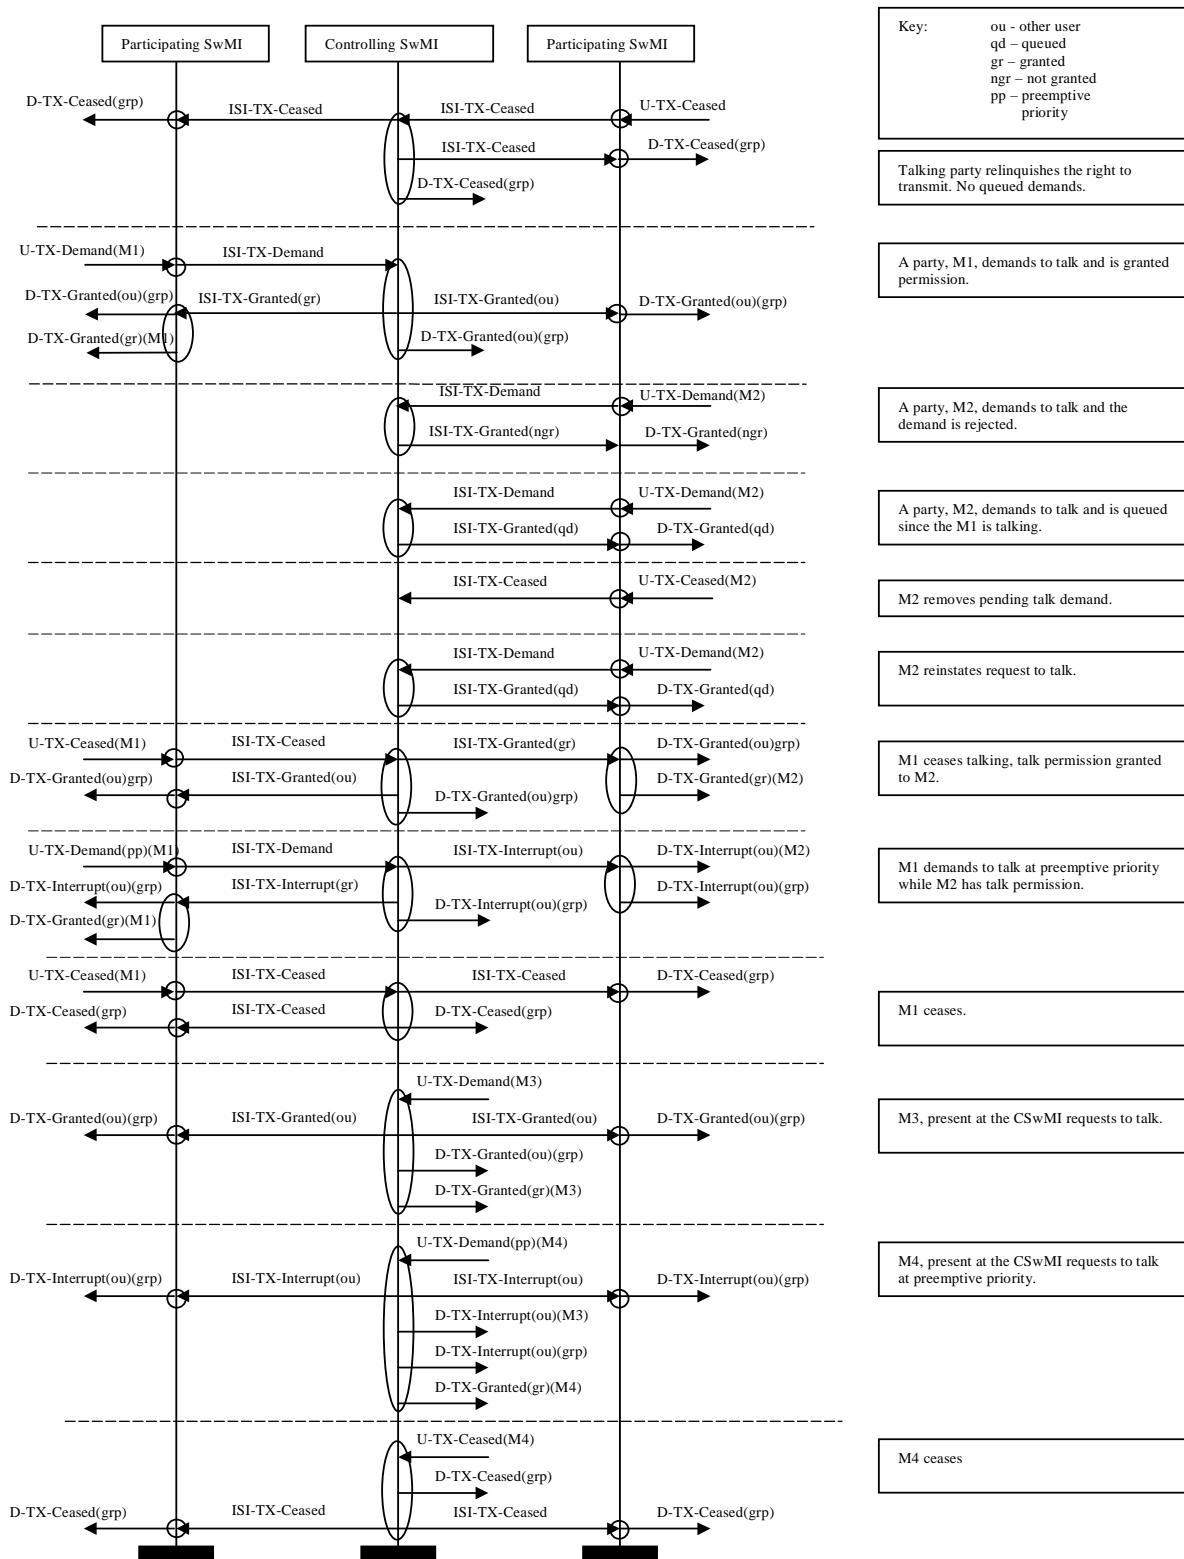 Participating SwMI
Controlling SwMI
Participating SwMI
Key: ou - other user
qd – queued
gr – granted
ngr – not granted
pp – preemptive
priority
D-TX-Ceased(grp)
ISI-TX-Ceased
ISI-TX-Ceased
U-TX-Ceased
ISI-TX-Ceased
D-TX-Ceased(grp)
D-TX-Ceased(grp)
Talking party relinquishes the right to
transmit. No queued demands.
U-TX-Demand(M1)
ISI-TX-Demand
D-TX-Granted(ou)(grp)
ISI-TX-Granted(gr)
ISI-TX-Granted(ou)
D-TX-Granted(ou)(grp)
D-TX-Granted(gr)(M1)
D-TX-Granted(ou)(grp)
A party, M1, demands to talk and is granted
permission.
ISI-TX-Demand
U-TX-Demand(M2)
ISI-TX-Granted(ngr)
D-TX-Granted(ngr)
A party, M2, demands to talk and the
demand is rejected.
ISI-TX-Demand
U-TX-Demand(M2)
ISI-TX-Granted(qd)
D-TX-Granted(qd)
A party, M2, demands to talk and is queued
since the M1 is talking.
ISI-TX-Ceased
U-TX-Ceased(M2)
M2 removes pending talk demand.
ISI-TX-Demand
U-TX-Demand(M2)
ISI-TX-Granted(qd)
D-TX-Granted(qd)
M2 reinstates request to talk.
U-TX-Ceased(M1)
ISI-TX-Ceased
ISI-TX-Granted(gr)
D-TX-Granted(ou)grp)
D-TX-Granted(ou)grp)
ISI-TX-Granted(ou)
D-TX-Granted(ou)grp)
D-TX-Granted(gr)(M2)
M1 ceases talking, talk permission granted
to M2.
U-TX-Demand(pp)(M1)
ISI-TX-Demand
ISI-TX-Interrupt(ou)
D-TX-Interrupt(ou)(M2)
D-TX-Interrupt(ou)(grp)
ISI-TX-Interrupt(gr)
D-TX-Interrupt(ou)(grp)
D-TX-Interrupt(ou)(grp)
D-TX-Granted(gr)(M1)
M1 demands to talk at preemptive priority
while M2 has talk permission.
U-TX-Ceased(M1)
ISI-TX-Ceased
ISI-TX-Ceased
D-TX-Ceased(grp)
D-TX-Ceased(grp)
ISI-TX-Ceased
D-TX-Ceased(grp)
M1 ceases.
U-TX-Demand(M3)
D-TX-Granted(ou)(grp)
ISI-TX-Granted(ou)
ISI-TX-Granted(ou)
D-TX-Granted(ou)(grp)
D-TX-Granted(ou)(grp)
D-TX-Granted(gr)(M3)
M3, present at the CSwMI requests to talk.
U-TX-Demand(pp)(M4)
D-TX-Interrupt(ou)(grp)
ISI-TX-Interrupt(ou)
ISI-TX-Interrupt(ou)
D-TX-Interrupt(ou)(grp)
D-TX-Interrupt(ou)(M3)
D-TX-Interrupt(ou)(grp)
D-TX-Granted(gr)(M4)
M4, present at the CSwMI requests to talk
at preemptive priority.
U-TX-Ceased(M4)
D-TX-Ceased(grp)
D-TX-Ceased(grp)
ISI-TX-Ceased
ISI-TX-Ceased
D-TX-Ceased(grp)
M4 ceases